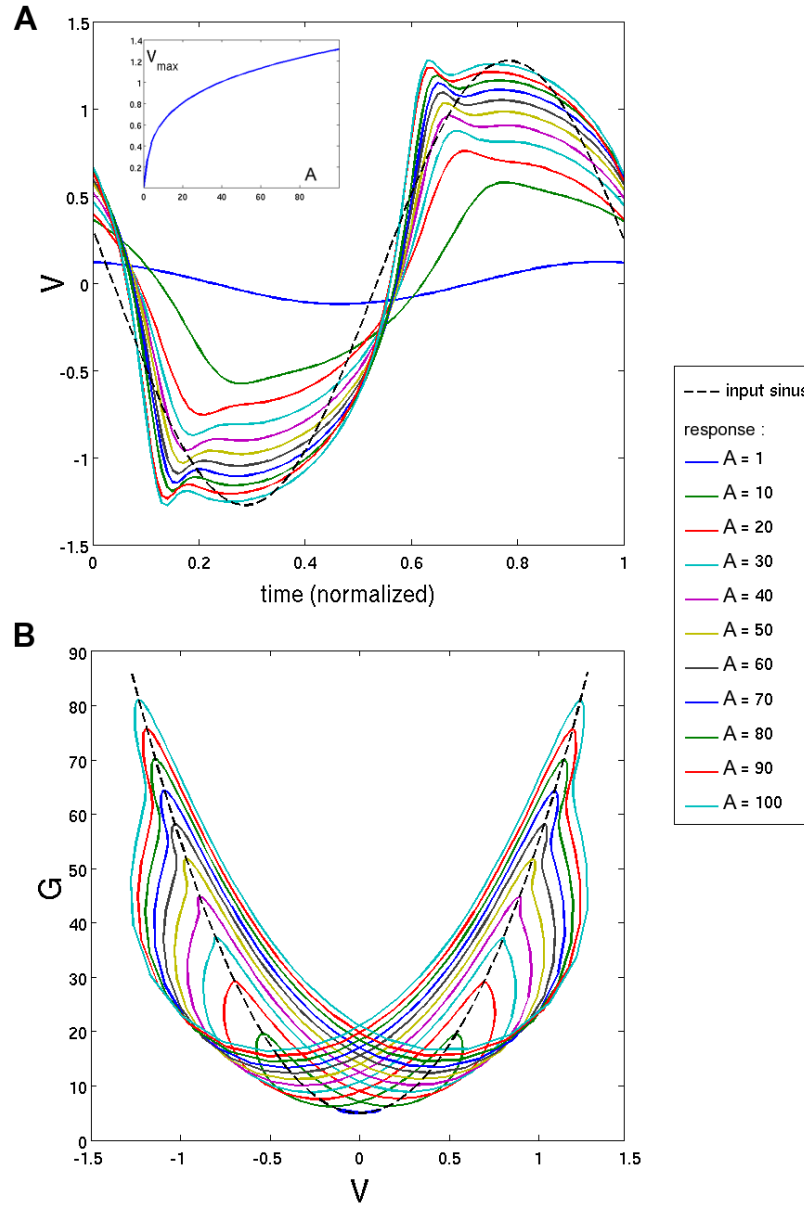 A
1.5
1
0.5
0
-0.5
-1
-1.5
V
0
0.2
0.4
0.6
0.8
1
time (normalized)
1.4
1.2
1
0.8
0.6
0.4
0.2
Vmax
A
0
20
40
60
80
input sinus
response :
A = 1
A = 10
A = 20
A = 30
A = 40
A = 50
A = 60
A = 70
A = 80
A = 90
A = 100
B
90
80
70
60
50
40
30
20
10
0
G
-1.5
-1
-0.5
0
0.5
1
1.5
V